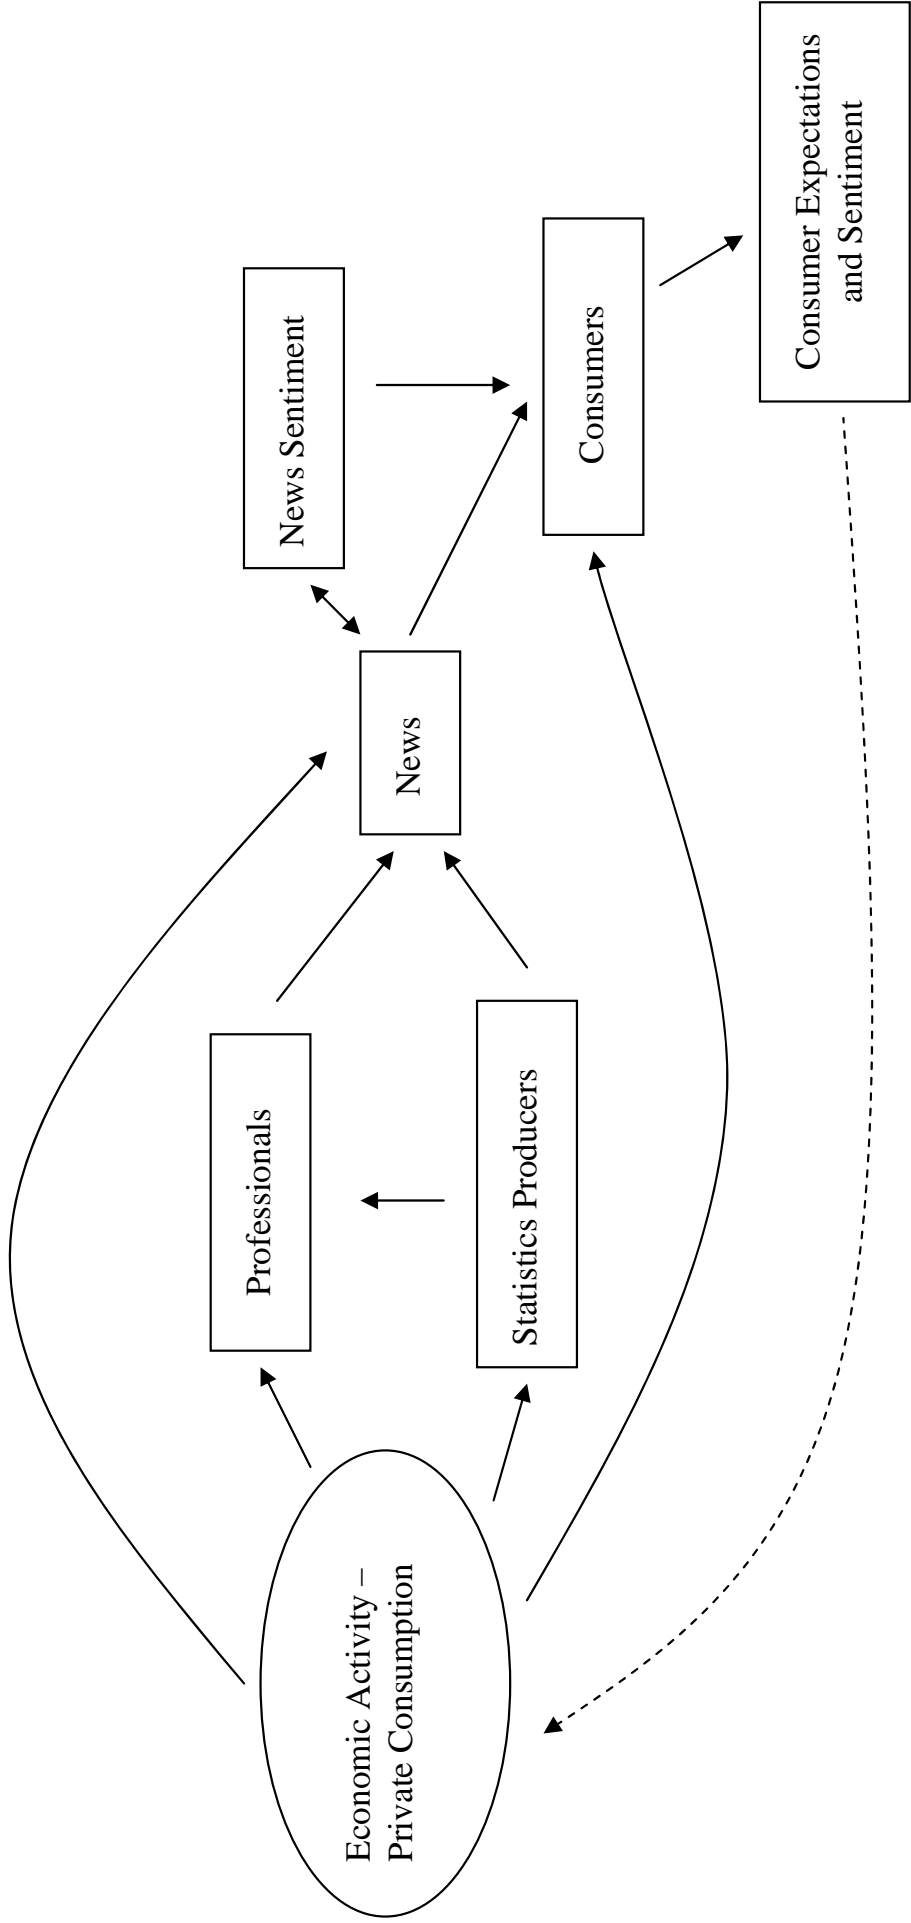 Economic Activity –
Private Consumption
Professionals
Statistics Producers
News
News Sentiment
Consumers
Consumer Expectations
and Sentiment